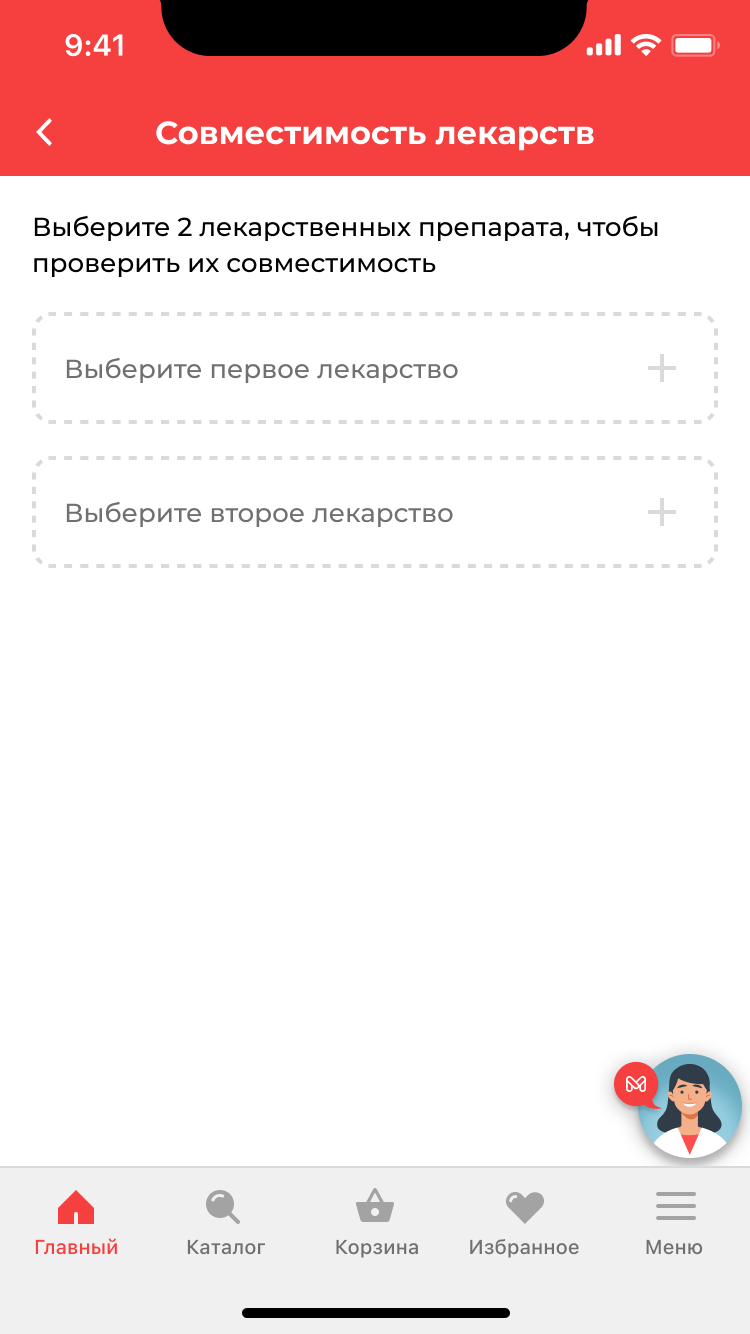 9:41
Совместимость лекарств
Выберите 2 лекарственных препарата, чтобы
проверить их совместимость
Выберите первое лекарство
Выберите второе лекарство
Главный
Каталог
Корзина
Избранное
Меню